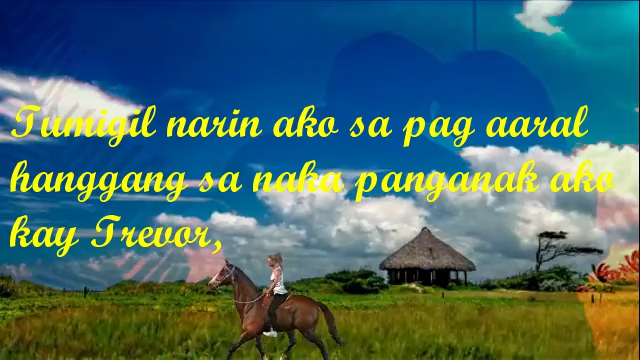 Tumigil narin ako sa pag aaral
hanggang sa naka panganak ako
kay Trevor,